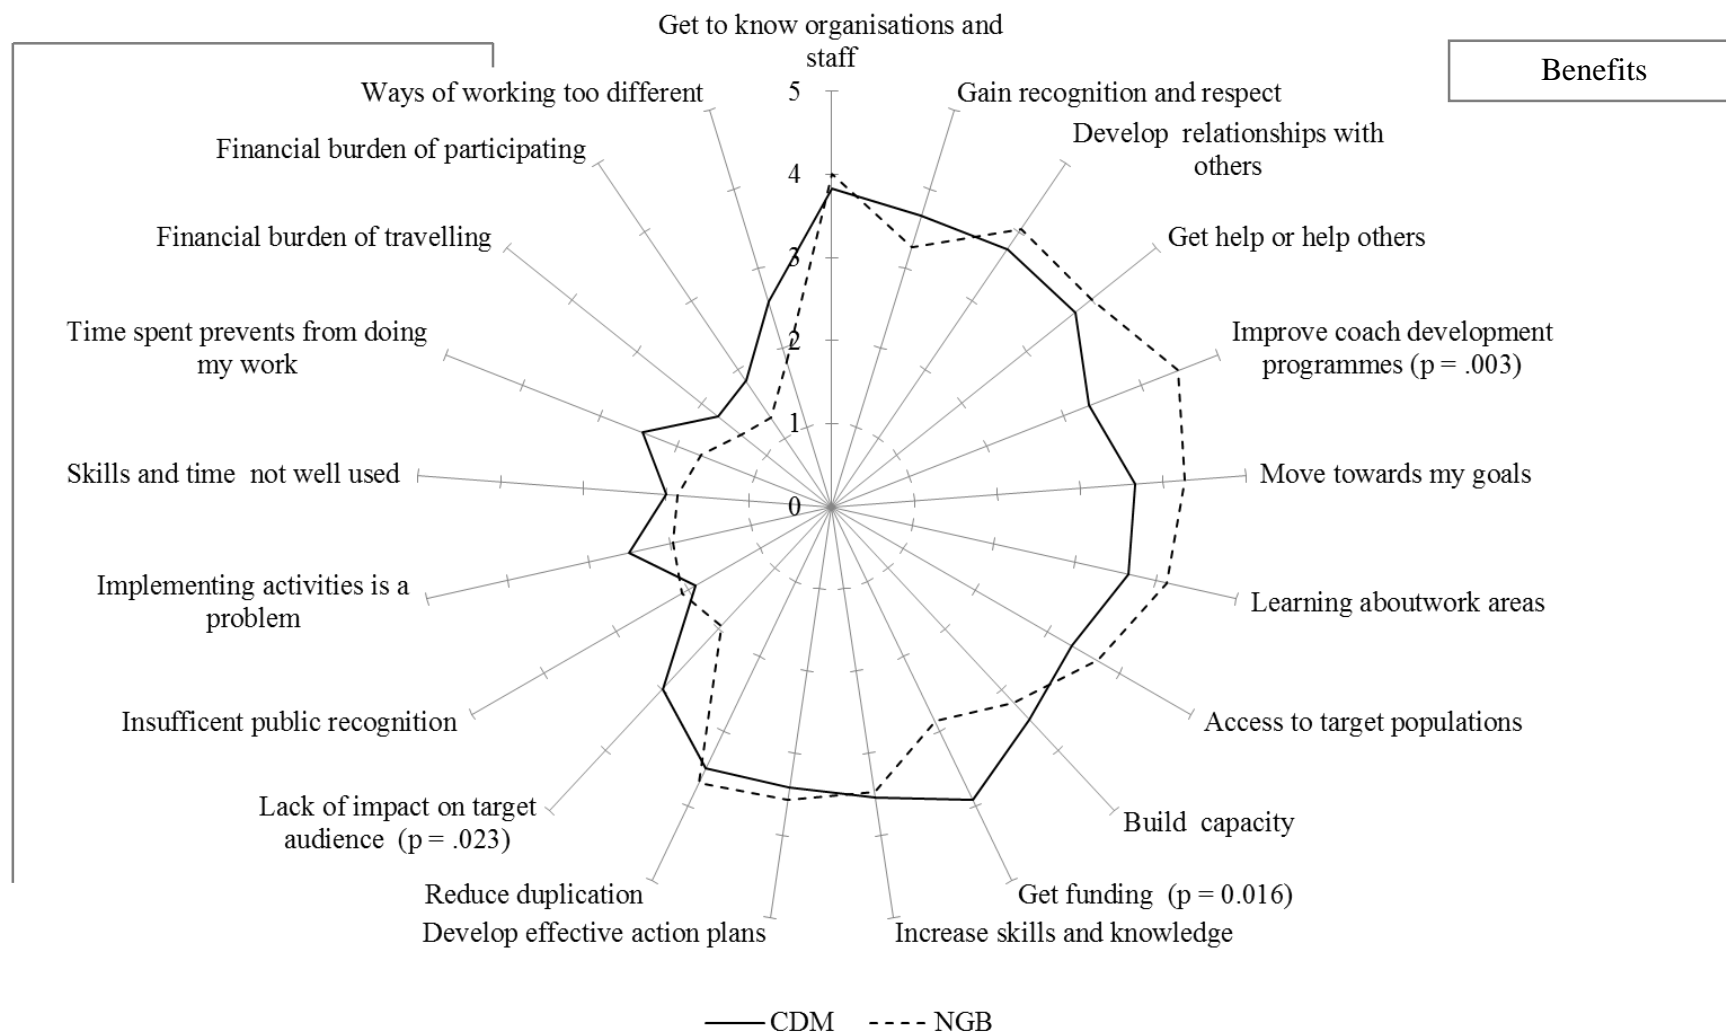 Get to know organisations and
staff
Benefits
Gain recognition and respect
Develop relationships with
others
Get help or help others
Improve coach development
programmes (p = .003)
Move towards my goals
Learning aboutwork areas
Access to target populations
Build capacity
Get funding (p = 0.016)
Increase skills and knowledge
Develop effective action plans
Reduce duplication
Lack of impact on target
audience (p = .023)
Insufficent public recognition
Implementing activities is a
problem
Skills and time not well used
Time spent prevents from doing
my work
Financial burden of travelling
Financial burden of participating
Ways of working too different
5
4
3
2
1
0
CDM NGB